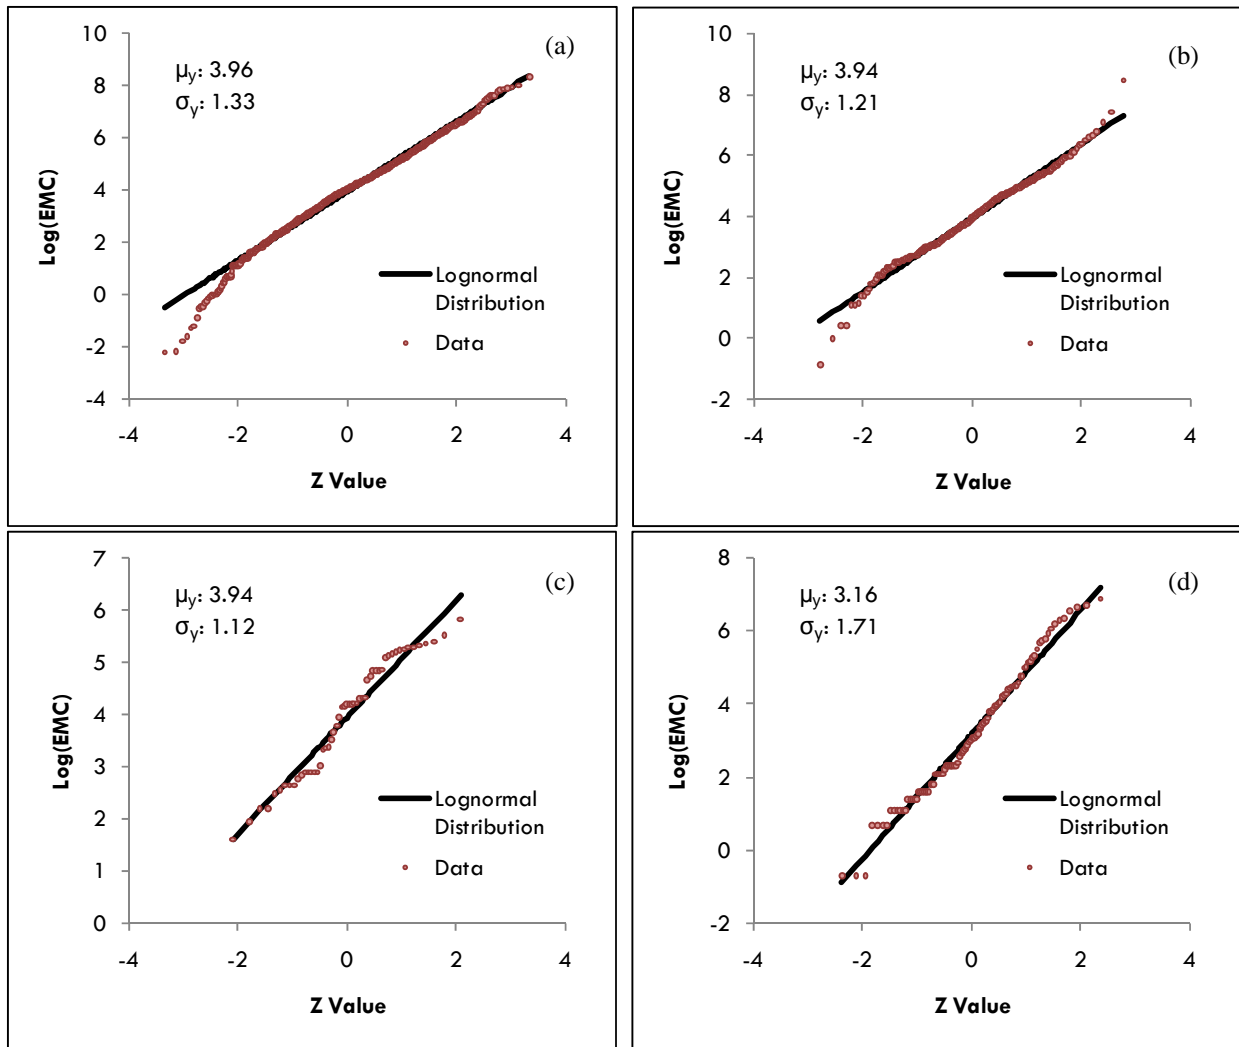 (a)
μy: 3.96
σy: 1.33
10
8
6
4
2
0
-2
-4
-4
-2
0
2
4
Log(EMC)
Z Value
Lognormal
Distribution
Data
(b)
μy: 3.94
σy: 1.21
10
8
6
4
2
0
-2
-4
-2
0
2
4
Log(EMC)
Z Value
Lognormal
Distribution
Data
(c)
μy: 3.94
σy: 1.12
7
6
5
4
3
2
1
0
-4
-2
0
2
4
Log(EMC)
Z Value
Lognormal
Distribution
Data
(d)
μy: 3.16
σy: 1.71
8
6
4
2
0
-2
-4
-2
0
2
4
Log(EMC)
Z Value
Lognormal
Distribution
Data